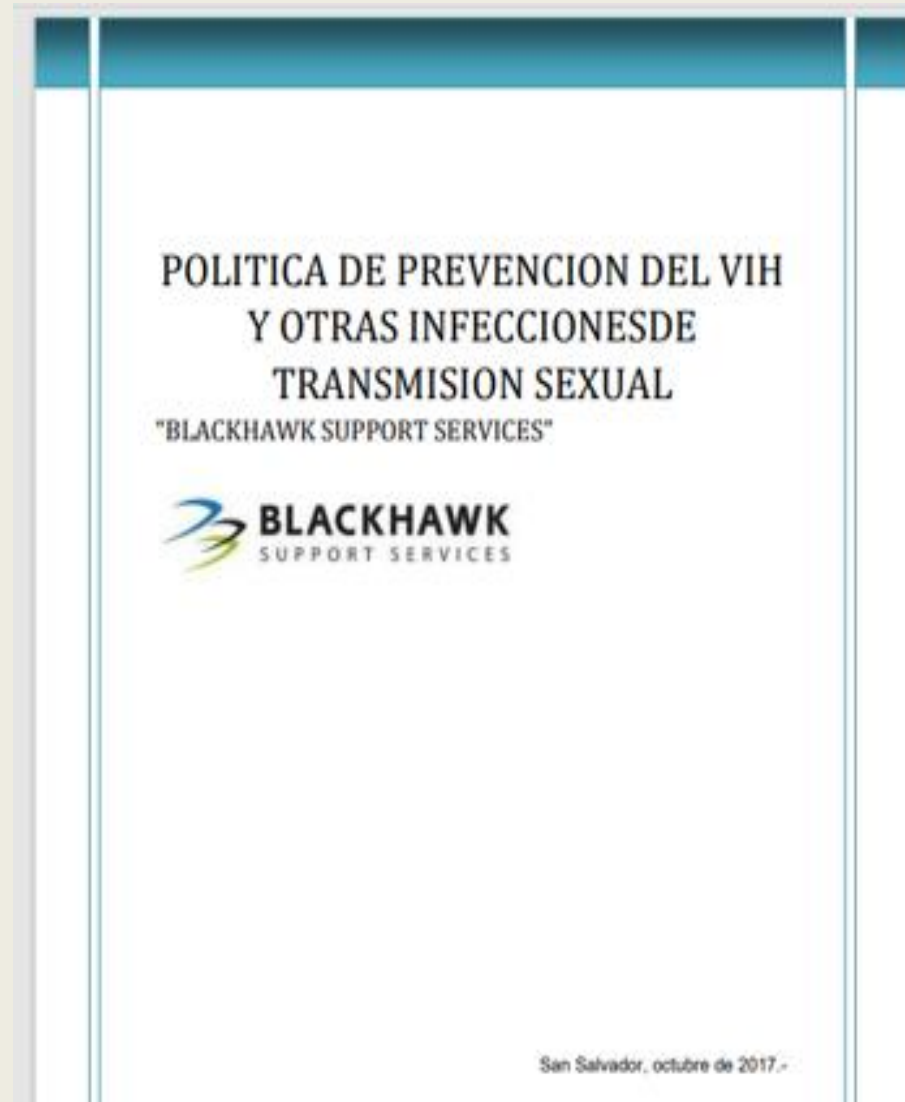 POLITICA DE PREVENCION DEL VIH
Y OTRAS INFECCIONESDE
TRANSMISION SEXUAL
"BLACKHAWK SUPPORT SERVICES"
BLACKHAWK
SUPPORT SERVICES
San Salvador, octubre de 2017.-